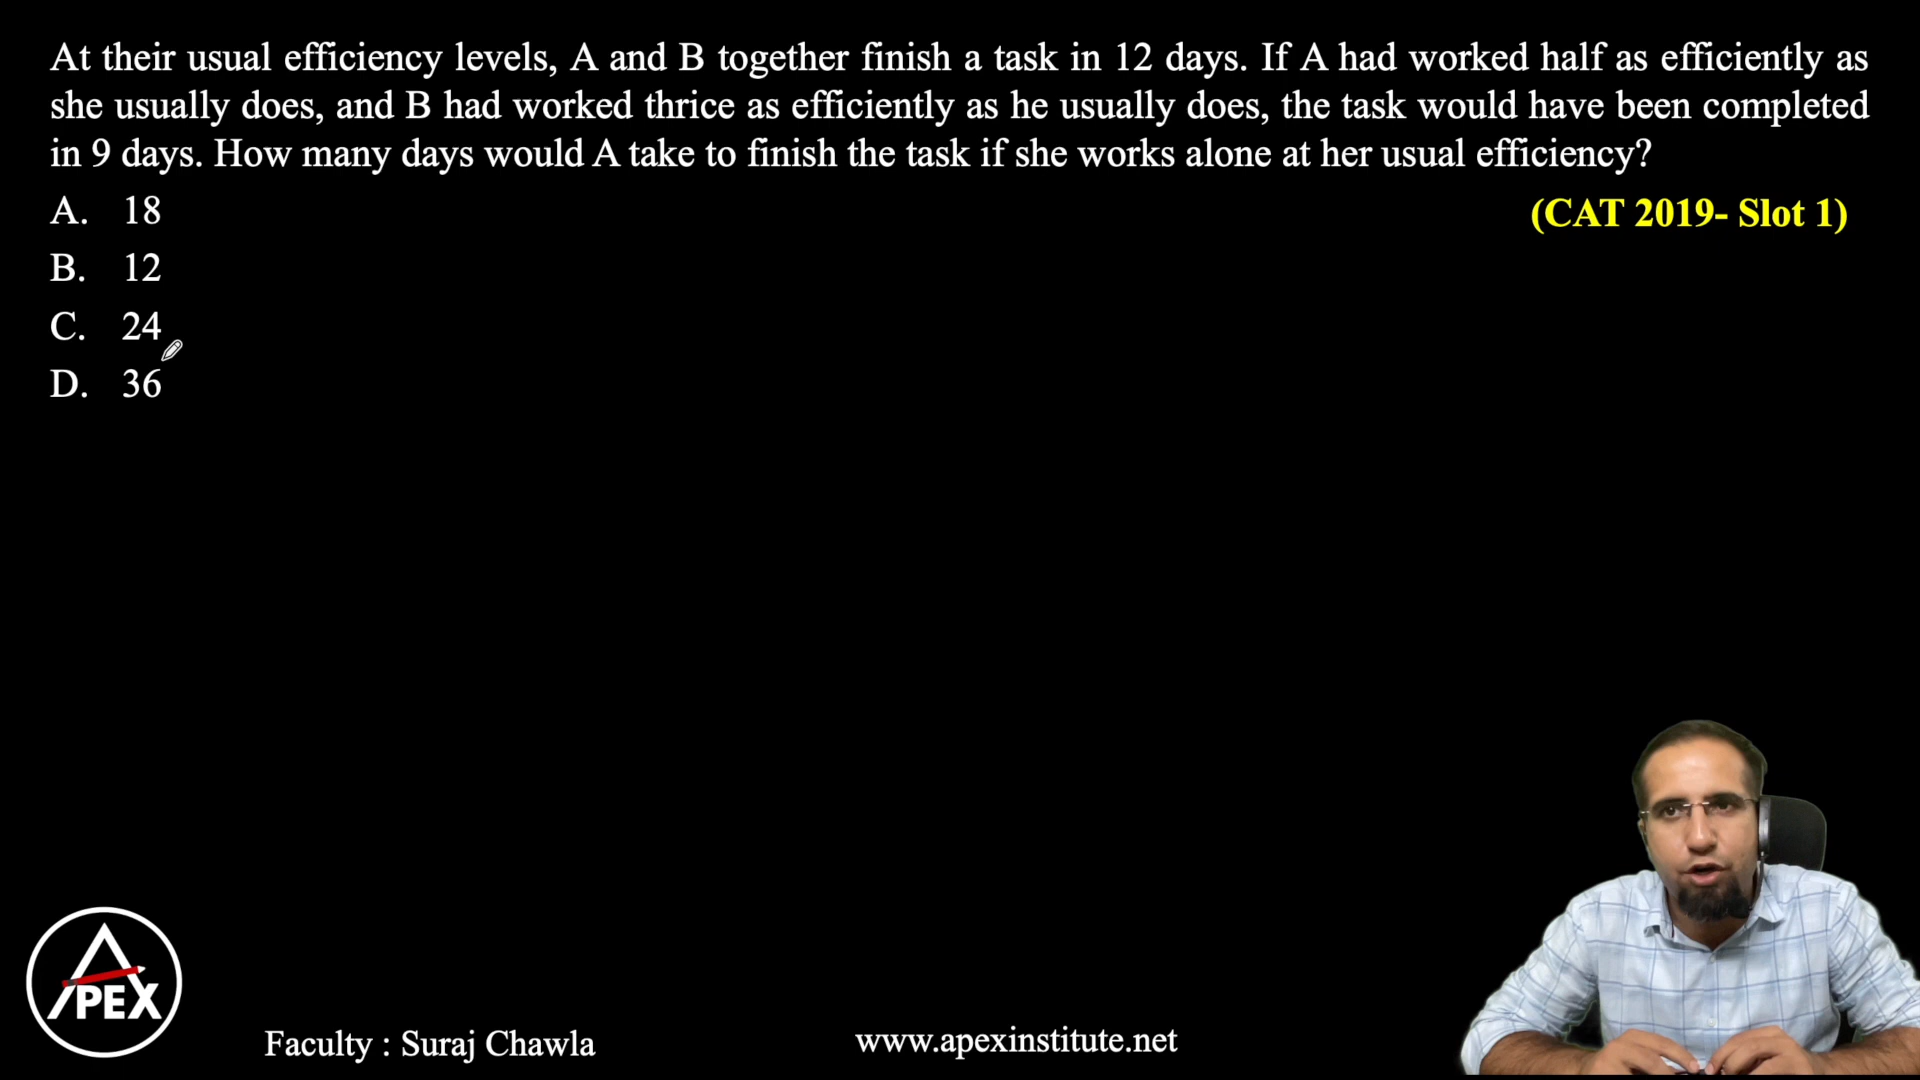 At their usual efficiency levels, A and B together finish a task in 12 days. If A had worked half as efficiently as
she usually does, and B had worked thrice as efficiently as he usually does, the task would have been completed
in 9 days. How many days would A take to finish the task if she works alone at her usual efficiency?
A. 18
(CAT 2019- Slot 1)
B. 12
C. 24
D. 36
APEX
Faculty : Suraj Chawla
www.apexinstitute.net